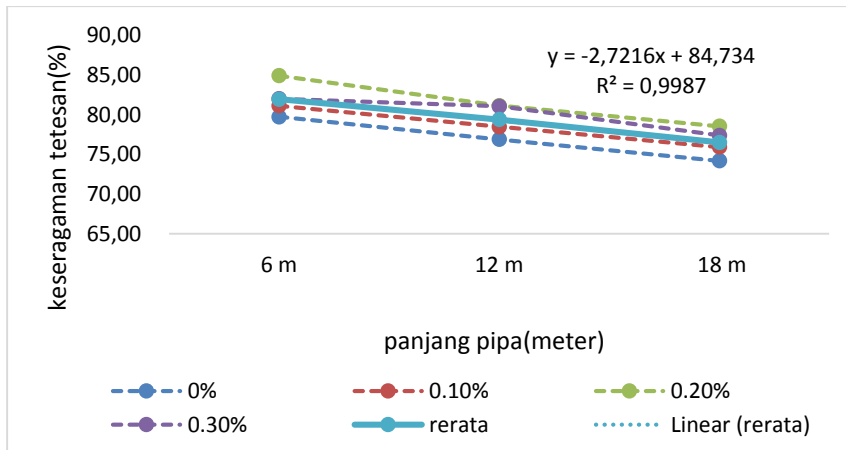 90,00
85,00
80,00
75,00
70,00
65,00
keseragaman tetesan(%)
y = -2,7216x + 84,734
R² = 0,9987
6 m
12 m
18 m
panjang pipa(meter)
0%
0.10%
0.20%
0.30%
rerata
Linear (rerata)